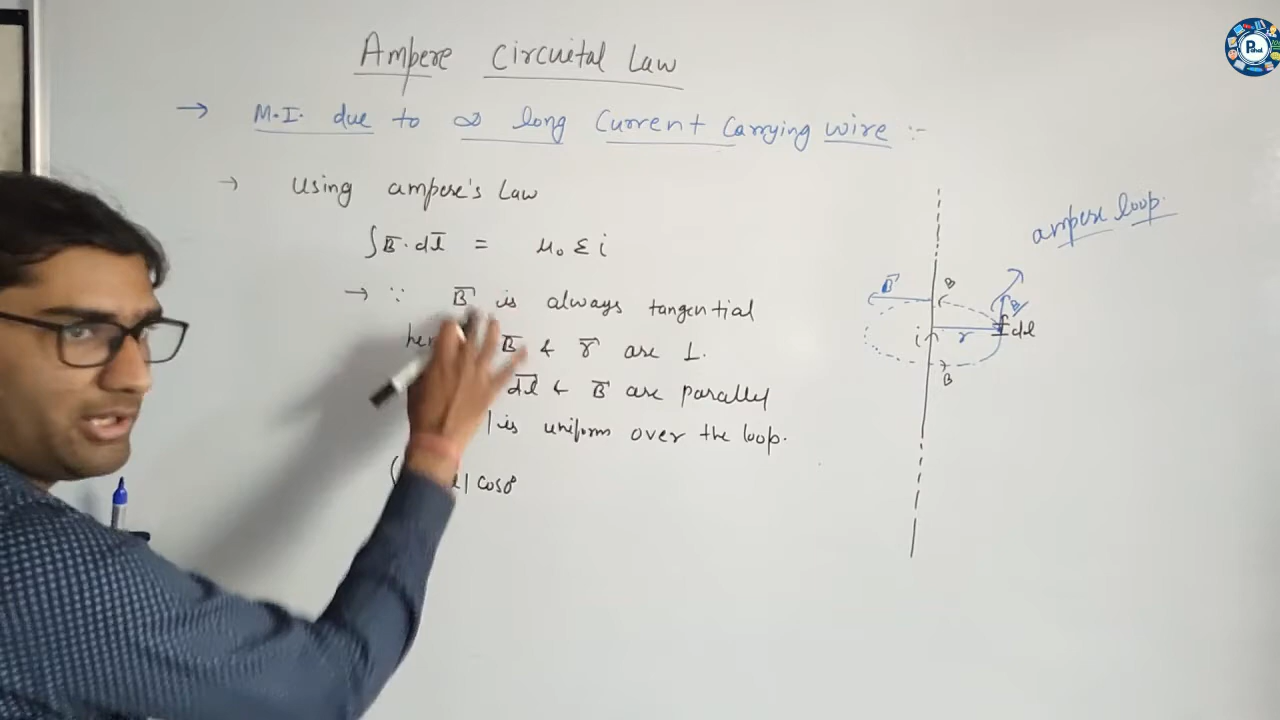 Ampere Circuital Law
→ M.I. due to ∞ long Current Carrying wire :-
→ Using ampere's Law
∫B̅·dl̅ = μ₀ Σ i
→ ∵ B̅ is always tangential
B̅ & r̅ are ⊥.
dl̅ & B̅ are parallel
| is uniform over the loop.
| cosθ
ampere loop.
B̅
B
B
i
r
dl
B
Pahal